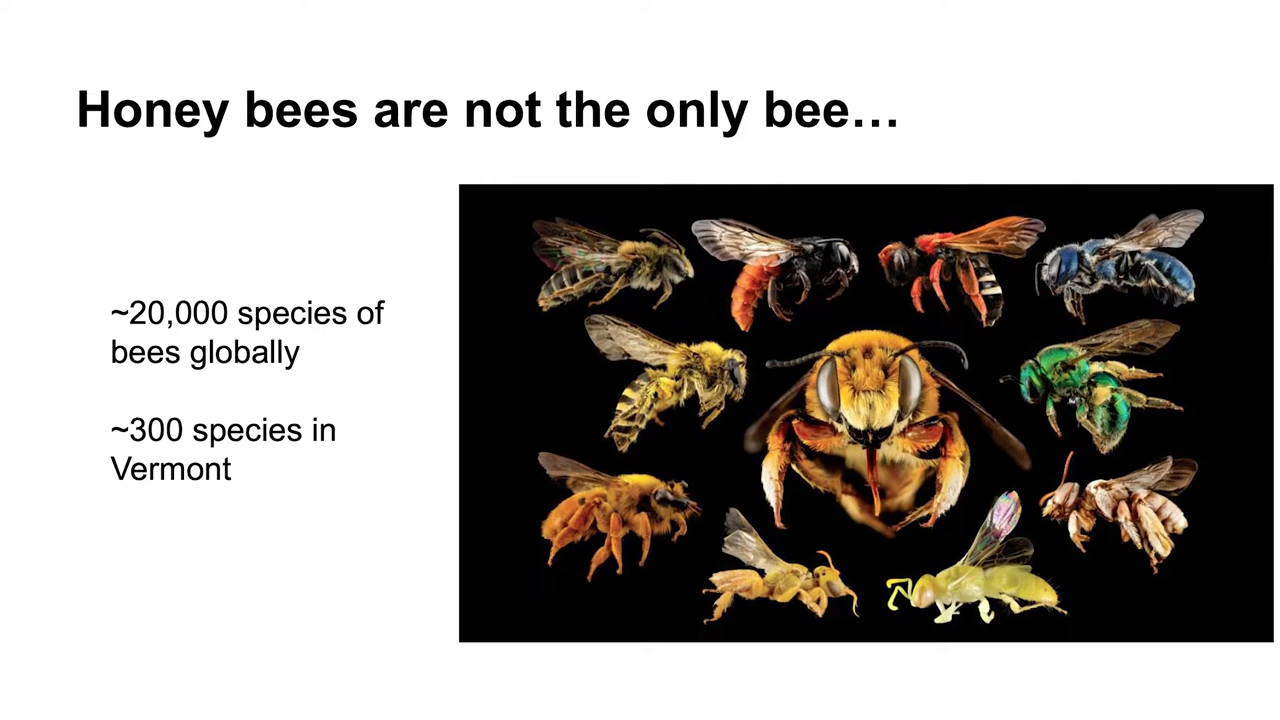 Honey bees are not the only bee…
~20,000 species of
bees globally
~300 species in
Vermont